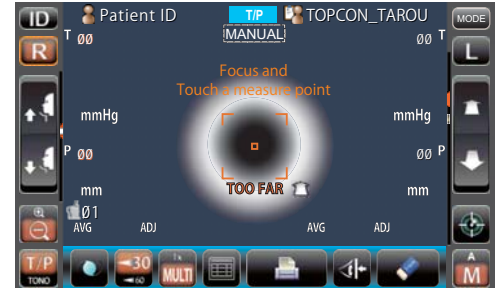 ID Patient ID T/P TOPCON_TAROU MODE
R T 00 MANUAL 00 T L
Focus and
Touch a measure point
mmHg mmHg
P 00 00 P
mm TOO FAR mm
01
AVG ADJ AVG ADJ
T/P TONO 30 60 1x MULTI A M